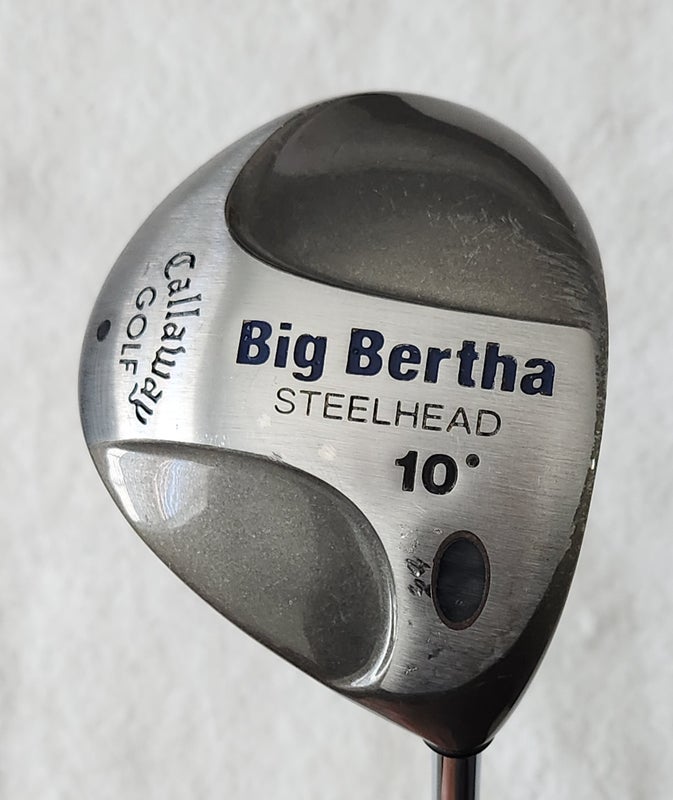 Callaway
GOLF
Big Bertha
STEELHEAD
10°